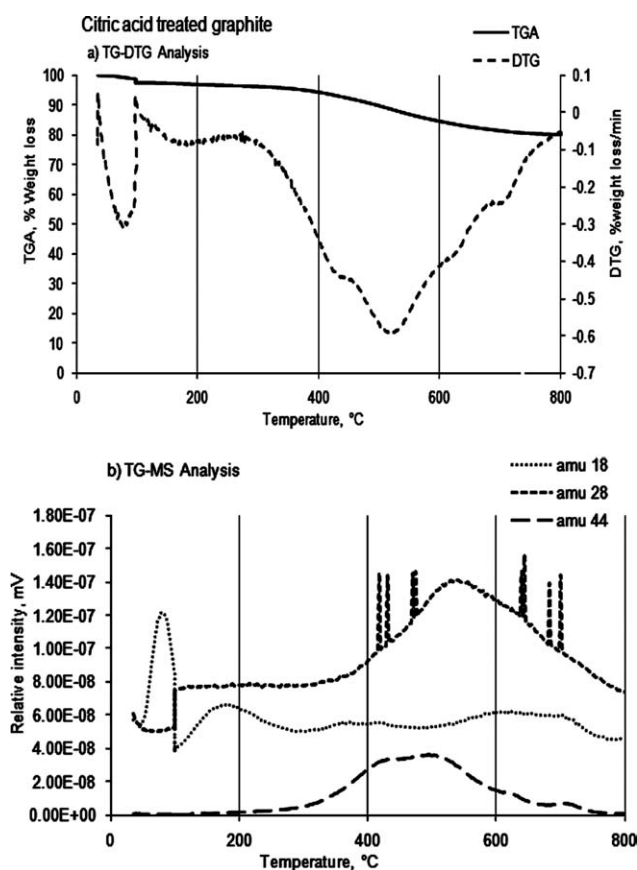 Citric acid treated graphite
a) TG-DTG Analysis
TGA
DTG
100
90
80
70
60
50
40
30
20
10
0
TGA, % Weight loss
0.1
0
-0.1
-0.2
-0.3
-0.4
-0.5
-0.6
-0.7
DTG, %weight loss/min
0 200 400 600 800
Temperature, °C
b) TG-MS Analysis
amu 18
amu 28
amu 44
1.80E-07
1.60E-07
1.40E-07
1.20E-07
1.00E-07
8.00E-08
6.00E-08
4.00E-08
2.00E-08
0.00E+00
Relative intensity, mV
0 200 400 600 800
Temperature, °C